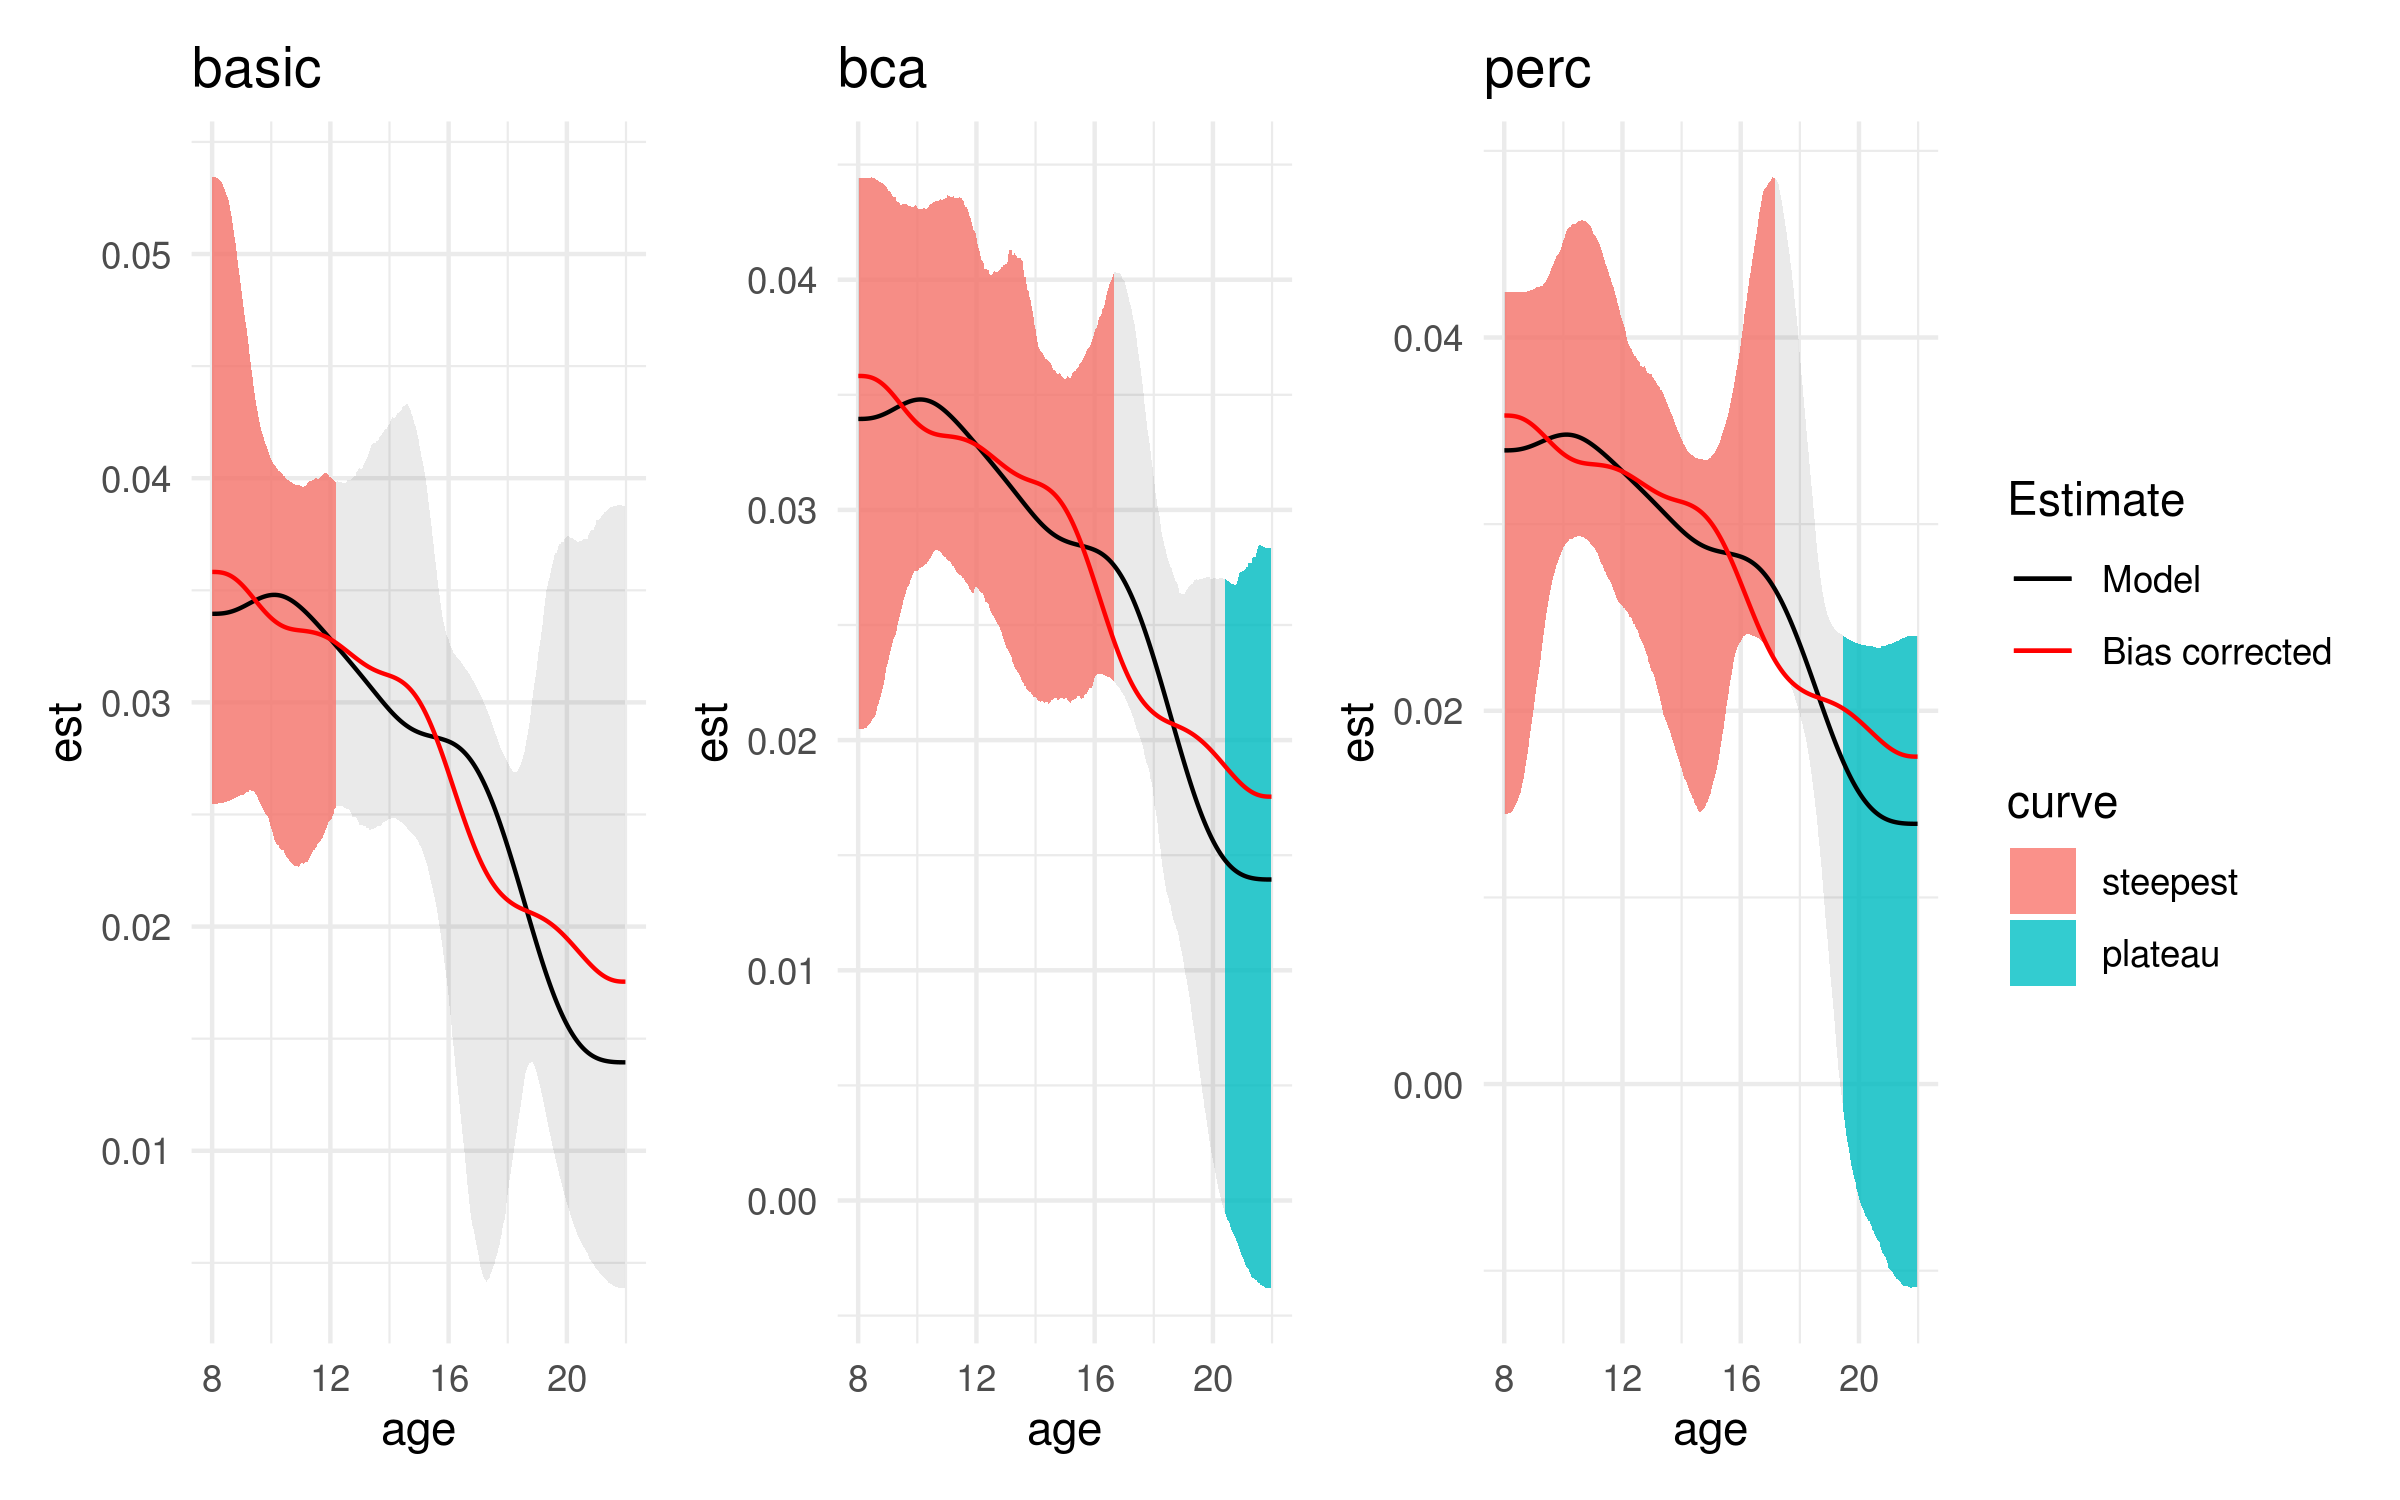 basic
bca
perc
est
0.05
0.04
0.03
0.02
0.01
8 12 16 20
age
est
0.04
0.03
0.02
0.01
0.00
8 12 16 20
age
est
0.04
0.02
0.00
8 12 16 20
age
Estimate
Model
Bias corrected
curve
steepest
plateau